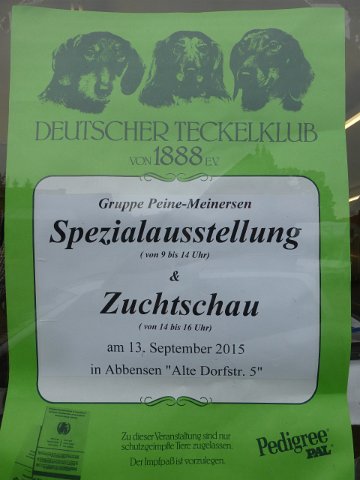 DEUTSCHER TECKELKLUB
VON 1888 E.V.
Gruppe Peine-Meinersen
Spezialausstellung
( von 9 bis 14 Uhr)
&
Zuchtschau
( von 14 bis 16 Uhr)
am 13. September 2015
in Abbensen "Alte Dorfstr. 5"
Zu dieser Veranstaltung sind nur
schutzgeimpfte Tiere zugelassen.
Der Impfpaß ist vorzulegen.
Pedigree
PAL